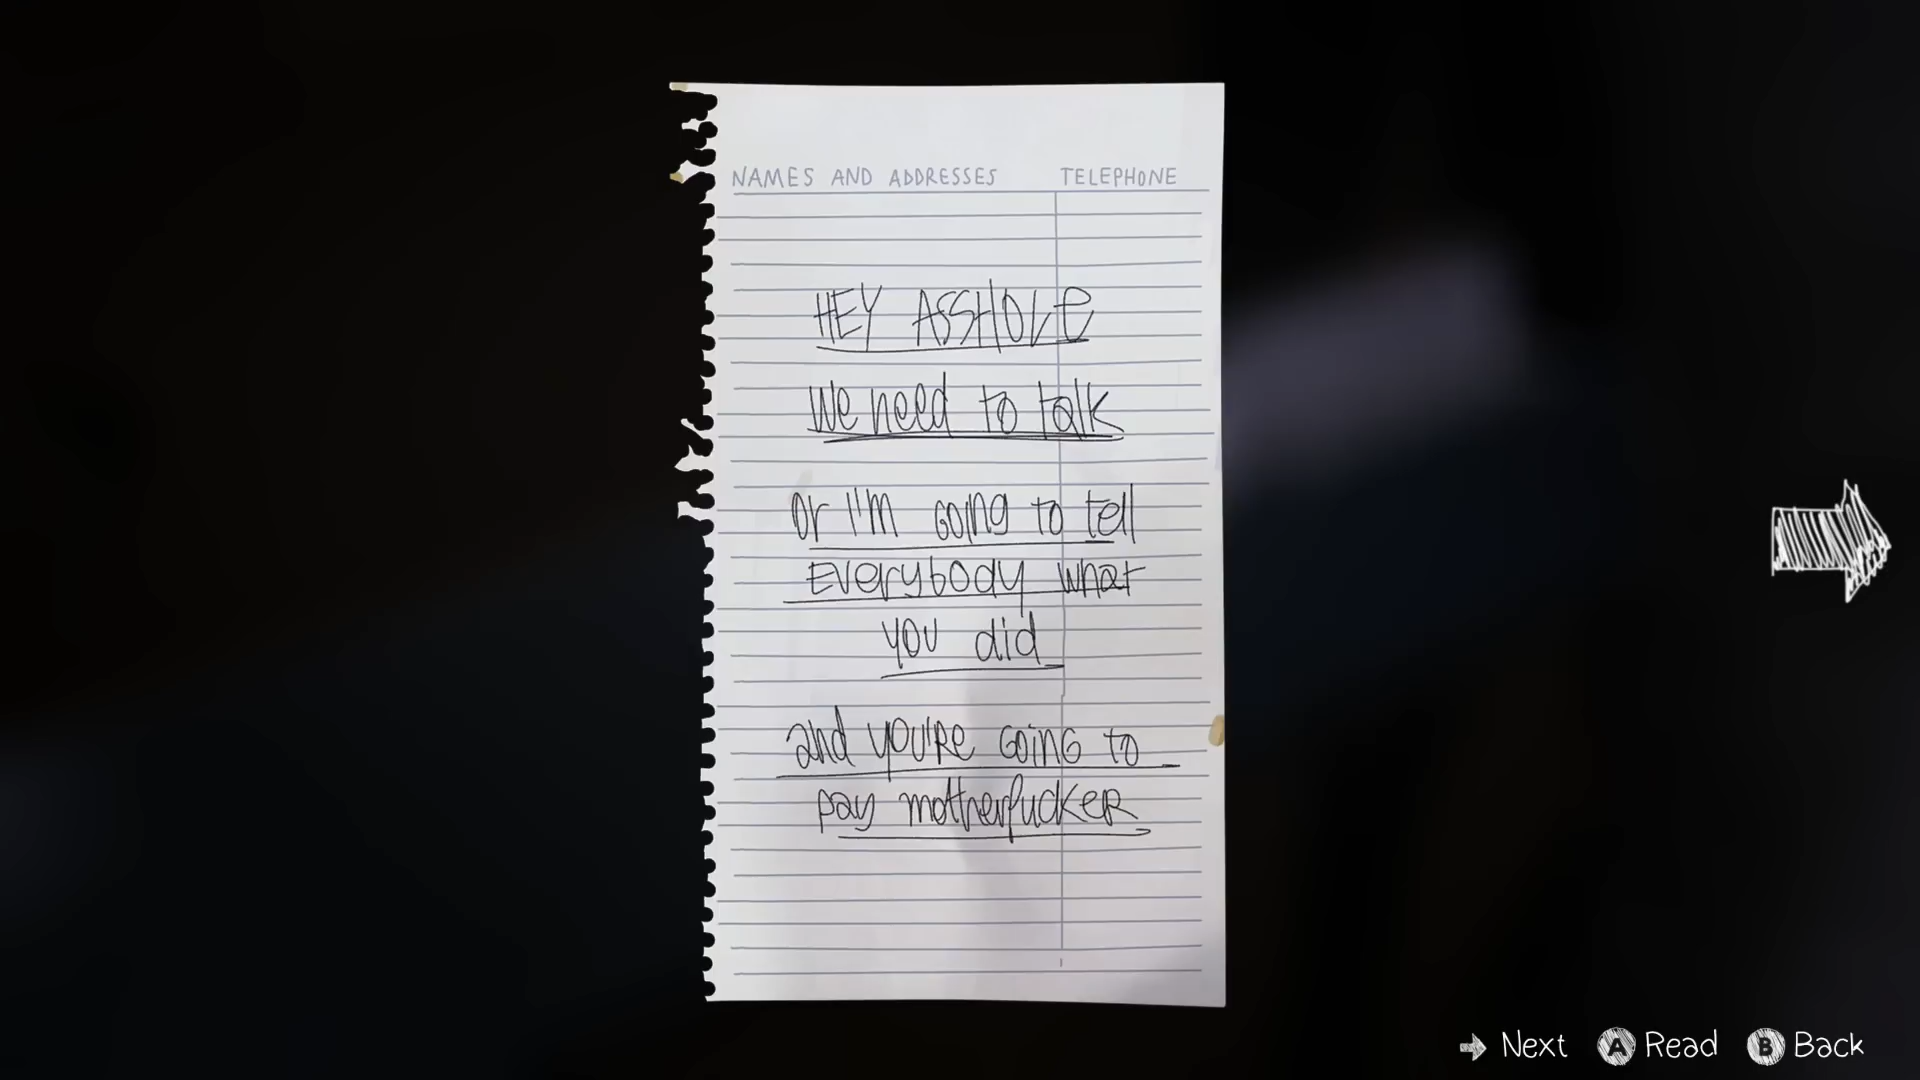 NAMES AND ADDRESSES TELEPHONE
HEY ASSHOLE
We need to talk
Or I'm going to tell
Everybody what
you did
and you're going to
pay motherfucker
Next A Read B Back